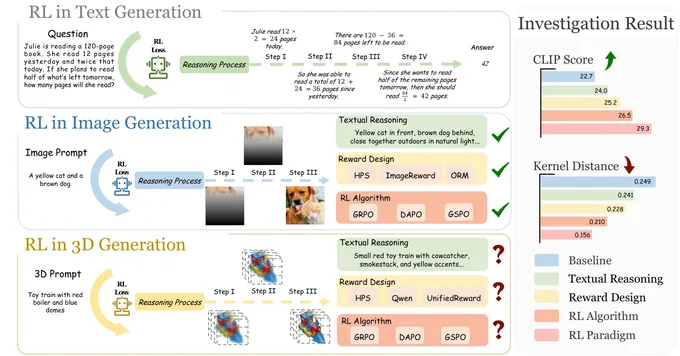 RL in Text Generation
Question
Julie is reading a 120-page
book. She read 12 pages
yesterday and twice that
today. If she plans to read
half of what's left tomorrow,
how many pages will she read?
RL
Loss
Reasoning Process
Julie read 12 ×
2 = 24 pages
today.
Step I
So she was able to
read a total of 12 +
24 = 36 pages since
yesterday.
Step II
There are 120 − 36 =
84 pages left to be read.
Step III
Since she wants to read
half of the remaining pages
tomorrow, then she should
read 84/2 = 42 pages.
Step IV
Answer
42
RL in Image Generation
Image Prompt
A yellow cat and a
brown dog.
RL
Loss
Reasoning Process
Step I
Step II
Step III
Textual Reasoning
Yellow cat in front, brown dog behind,
close together outdoors in natural light...
Reward Design
HPS ImageReward ORM
RL Algorithm
GRPO DAPO GSPO
RL in 3D Generation
3D Prompt
Toy train with red
boiler and blue
domes
RL
Loss
Reasoning Process
Step I
Step II
Step III
Textual Reasoning
Small red toy train with cowcatcher,
smokestack, and yellow accents...
?
Reward Design
HPS Qwen UnifiedReward
?
RL Algorithm
GRPO DAPO GSPO
?
Investigation Result
CLIP Score
22.7
24.0
25.2
26.5
29.3
Kernel Distance
0.249
0.241
0.228
0.210
0.156
Baseline
Textual Reasoning
Reward Design
RL Algorithm
RL Paradigm